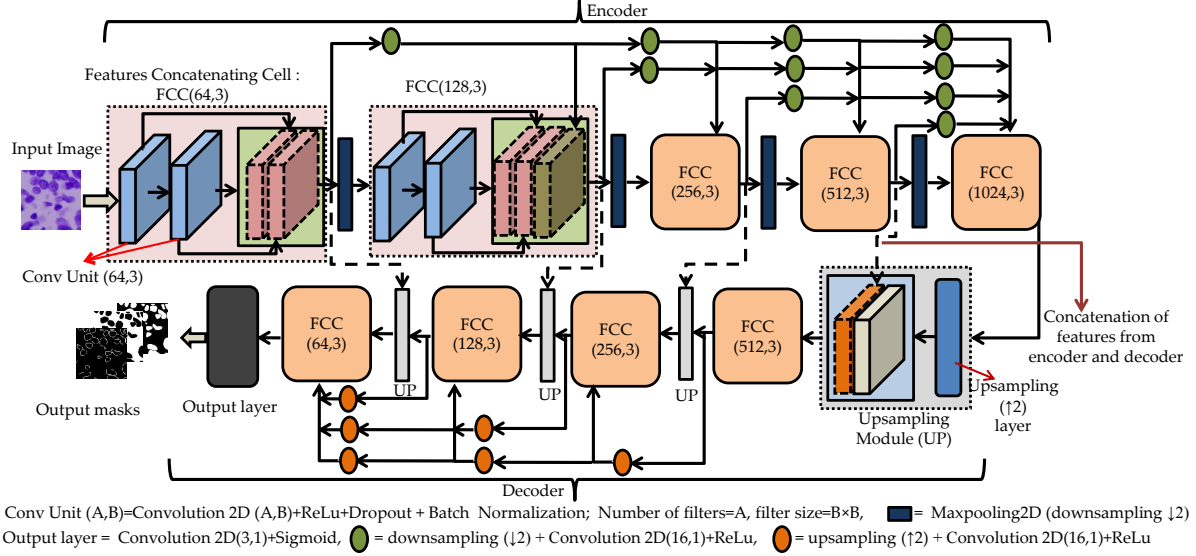 Encoder
Features Concatenating Cell :
FCC(64,3)
FCC(128,3)
Input Image
FCC
(256,3)
FCC
(512,3)
FCC
(1024,3)
Conv Unit (64,3)
FCC
(64,3)
FCC
(128,3)
FCC
(256,3)
FCC
(512,3)
Concatenation of
features from
encoder and decoder
UP
UP
UP
Output masks
Output layer
Upsampling
Module (UP)
Upsampling
(↑2)
layer
Decoder
Conv Unit (A,B)=Convolution 2D (A,B)+ReLu+Dropout + Batch Normalization; Number of filters=A, filter size=B×B, = Maxpooling2D (downsampling ↓2)
Output layer = Convolution 2D(3,1)+Sigmoid, = downsampling (↓2) + Convolution 2D(16,1)+ReLu, = upsampling (↑2) + Convolution 2D(16,1)+ReLu